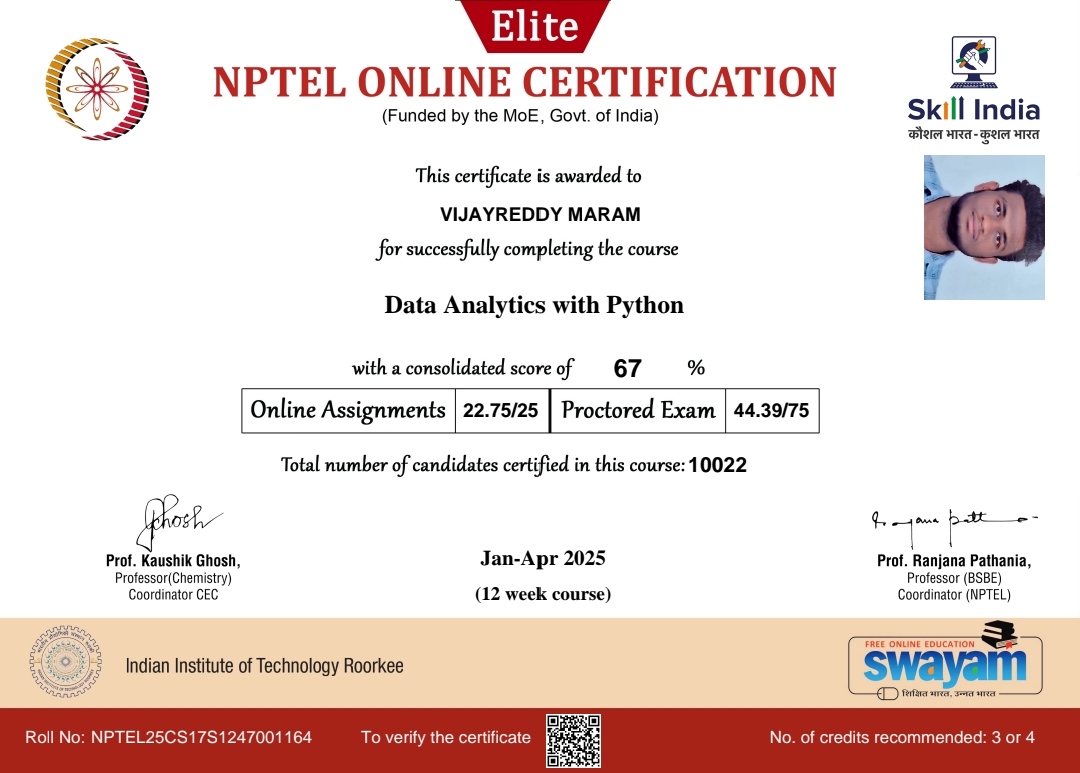 Elite
NPTEL ONLINE CERTIFICATION
(Funded by the MoE, Govt. of India)
Skill India
कौशल भारत - कुशल भारत
This certificate is awarded to
VIJAYREDDY MARAM
for successfully completing the course
Data Analytics with Python
with a consolidated score of 67 %
Online Assignments 22.75/25 Proctored Exam 44.39/75
Total number of candidates certified in this course: 10022
Prof. Kaushik Ghosh,
Professor(Chemistry)
Coordinator CEC
Jan-Apr 2025
(12 week course)
Prof. Ranjana Pathania,
Professor (BSBE)
Coordinator (NPTEL)
Indian Institute of Technology Roorkee
FREE ONLINE EDUCATION
swayam
शिक्षित भारत, उन्नत भारत
Roll No: NPTEL25CS17S1247001164 To verify the certificate No. of credits recommended: 3 or 4